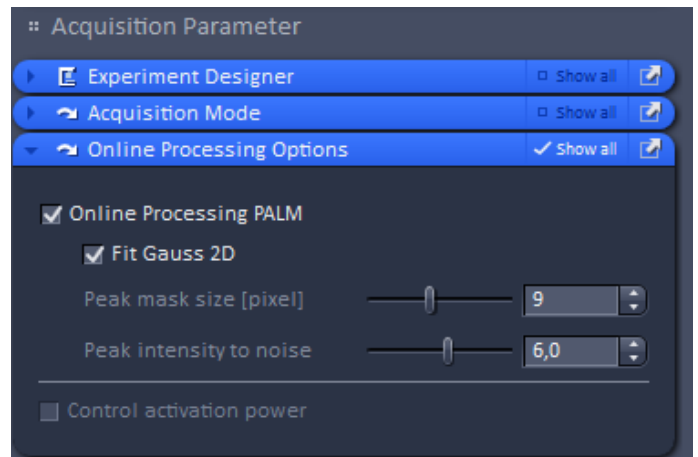 Acquisition Parameter
Experiment Designer Show all
Acquisition Mode Show all
Online Processing Options Show all
Online Processing PALM
Fit Gauss 2D
Peak mask size [pixel] 9
Peak intensity to noise 6,0
Control activation power